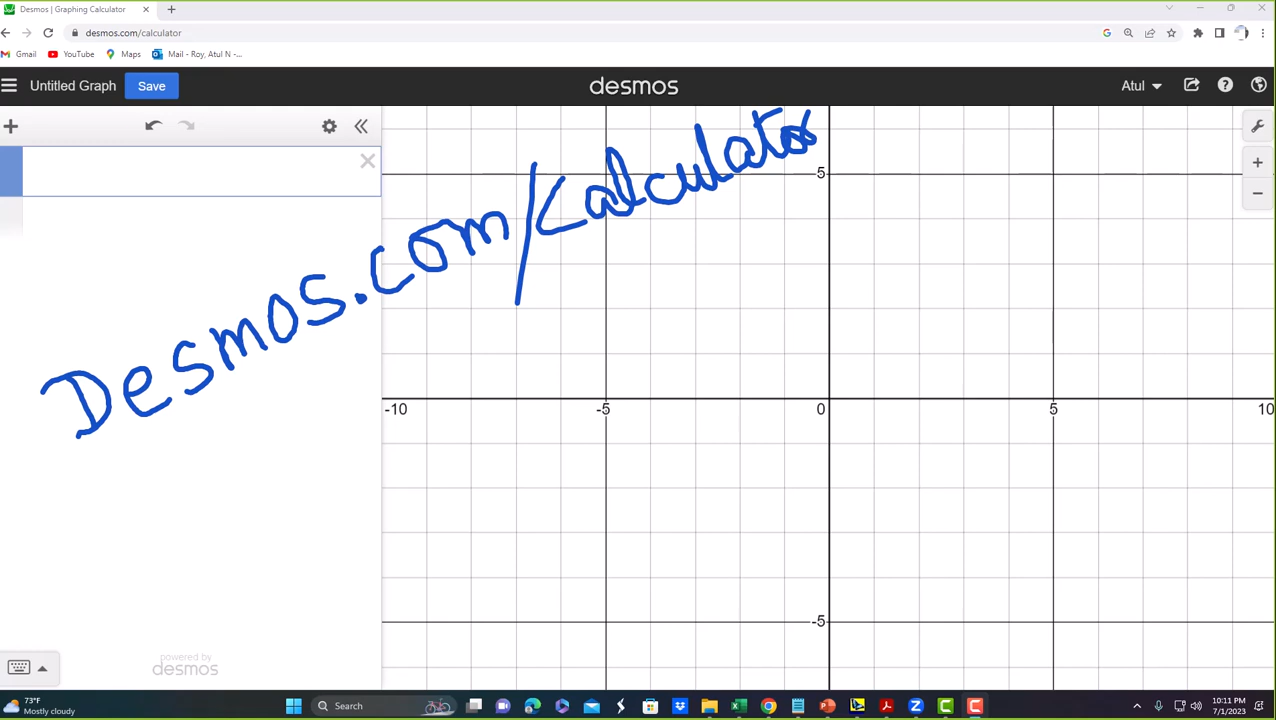 Desmos | Graphing Calculator
desmos.com/calculator
Gmail
YouTube
Maps
Mail - Roy, Atul N -...
Untitled Graph
Save
desmos
Atul
Desmos.com/Calculator
5
-10
-5
0
5
10
-5
powered by
desmos
73°F
Mostly cloudy
Search
10:11 PM
7/1/2023